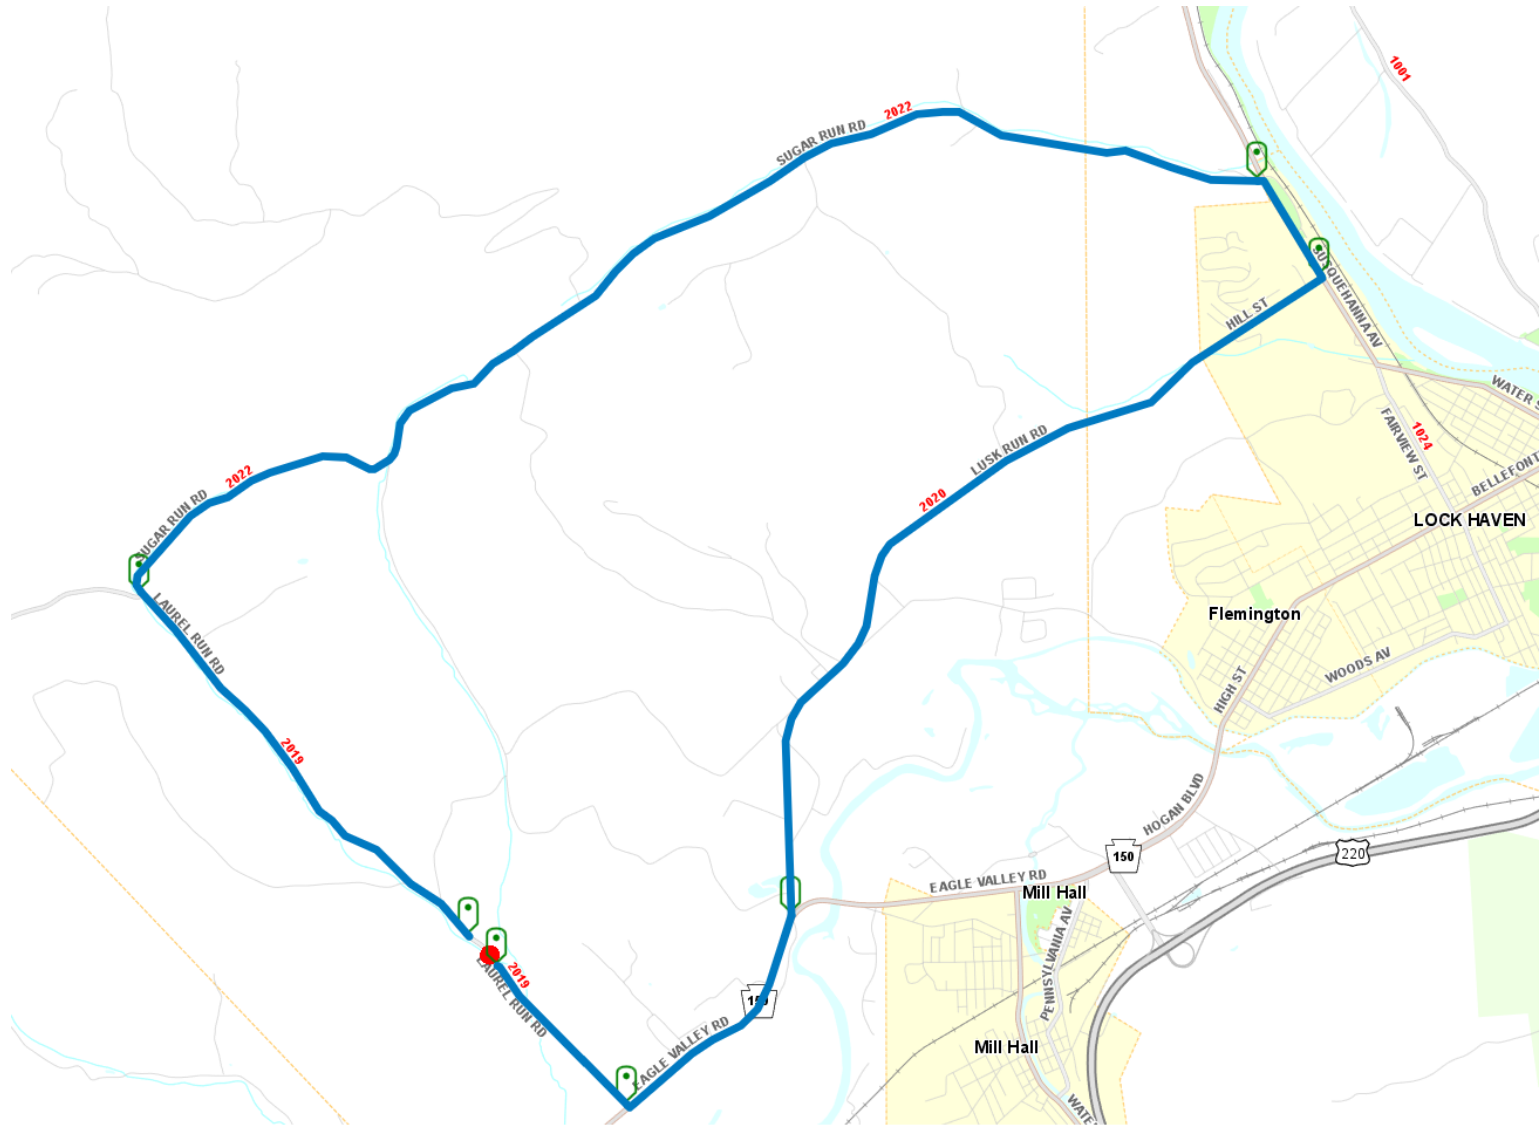 1001
2022
SUGAR RUN RD
SUSQUEHANNA AV
HILL ST
WATER S
FAIRVIEW ST
1024
LUSK RUN RD
BELLEFONT
2022
2020
SUGAR RUN RD
LOCK HAVEN
LAUREL RUN RD
Flemington
WOODS AV
HIGH ST
2019
HOGAN BLVD
150
220
EAGLE VALLEY RD
Mill Hall
PENNSYLVANIA AV
2019
LAUREL RUN RD
150
EAGLE VALLEY RD
Mill Hall
WATE